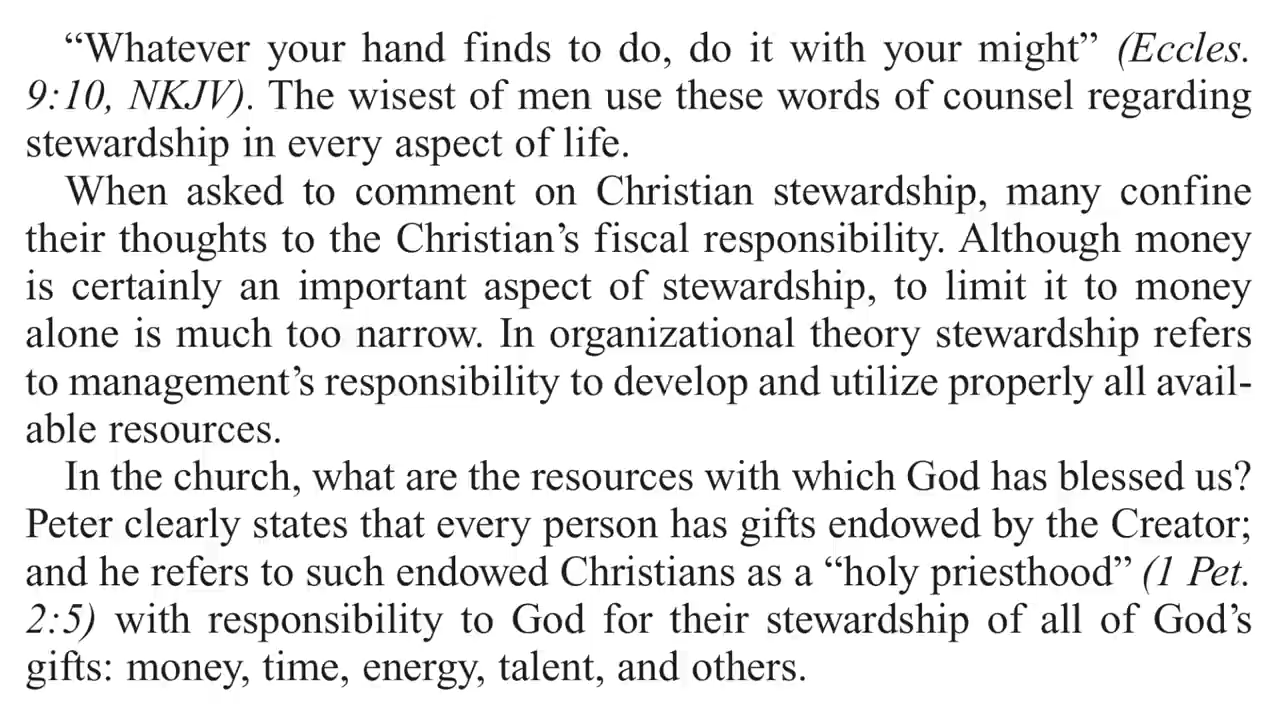 “Whatever your hand finds to do, do it with your might” (Eccles.
9:10, NKJV). The wisest of men use these words of counsel regarding
stewardship in every aspect of life.
When asked to comment on Christian stewardship, many confine
their thoughts to the Christian’s fiscal responsibility. Although money
is certainly an important aspect of stewardship, to limit it to money
alone is much too narrow. In organizational theory stewardship refers
to management’s responsibility to develop and utilize properly all avail-
able resources.
In the church, what are the resources with which God has blessed us?
Peter clearly states that every person has gifts endowed by the Creator;
and he refers to such endowed Christians as a “holy priesthood” (1 Pet.
2:5) with responsibility to God for their stewardship of all of God’s
gifts: money, time, energy, talent, and others.